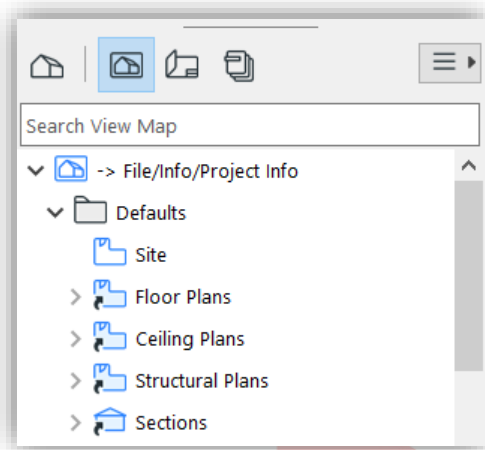 Search View Map
-> File/Info/Project Info
Defaults
Site
Floor Plans
Ceiling Plans
Structural Plans
Sections